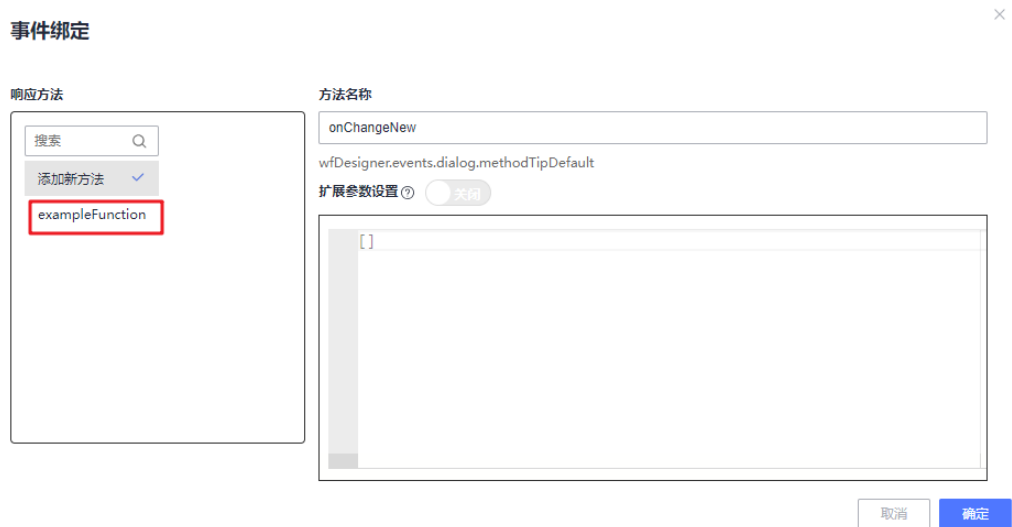 事件绑定
响应方法
搜索
添加新方法
exampleFunction
方法名称
onChangeNew
wfDesigner.events.dialog.methodTipDefault
扩展参数设置 ?
关闭
[]
取消
确定